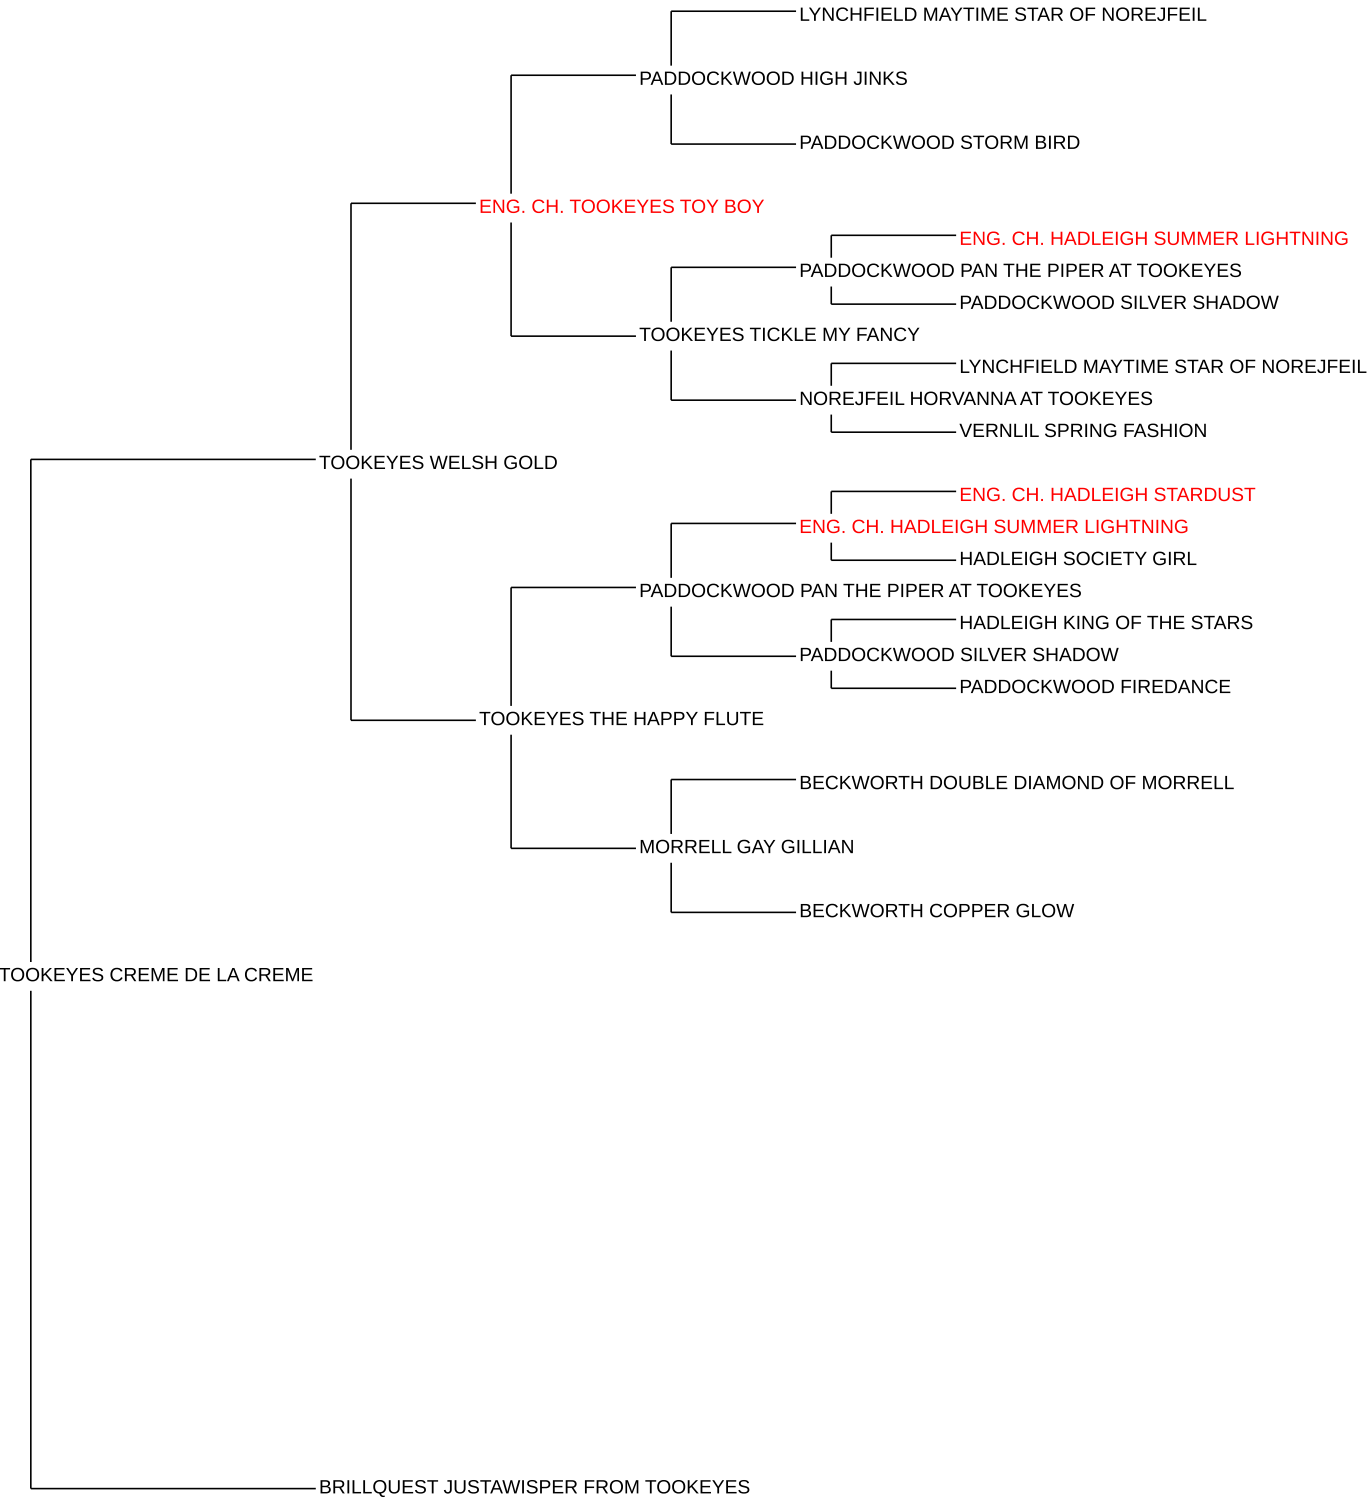 LYNCHFIELD MAYTIME STAR OF NOREJFEIL
PADDOCKWOOD HIGH JINKS
PADDOCKWOOD STORM BIRD
ENG. CH. TOOKEYES TOY BOY
ENG. CH. HADLEIGH SUMMER LIGHTNING
PADDOCKWOOD PAN THE PIPER AT TOOKEYES
PADDOCKWOOD SILVER SHADOW
TOOKEYES TICKLE MY FANCY
LYNCHFIELD MAYTIME STAR OF NOREJFEIL
NOREJFEIL HORVANNA AT TOOKEYES
VERNLIL SPRING FASHION
TOOKEYES WELSH GOLD
ENG. CH. HADLEIGH STARDUST
ENG. CH. HADLEIGH SUMMER LIGHTNING
HADLEIGH SOCIETY GIRL
PADDOCKWOOD PAN THE PIPER AT TOOKEYES
HADLEIGH KING OF THE STARS
PADDOCKWOOD SILVER SHADOW
PADDOCKWOOD FIREDANCE
TOOKEYES THE HAPPY FLUTE
BECKWORTH DOUBLE DIAMOND OF MORRELL
MORRELL GAY GILLIAN
BECKWORTH COPPER GLOW
TOOKEYES CREME DE LA CREME
BRILLQUEST JUSTAWISPER FROM TOOKEYES